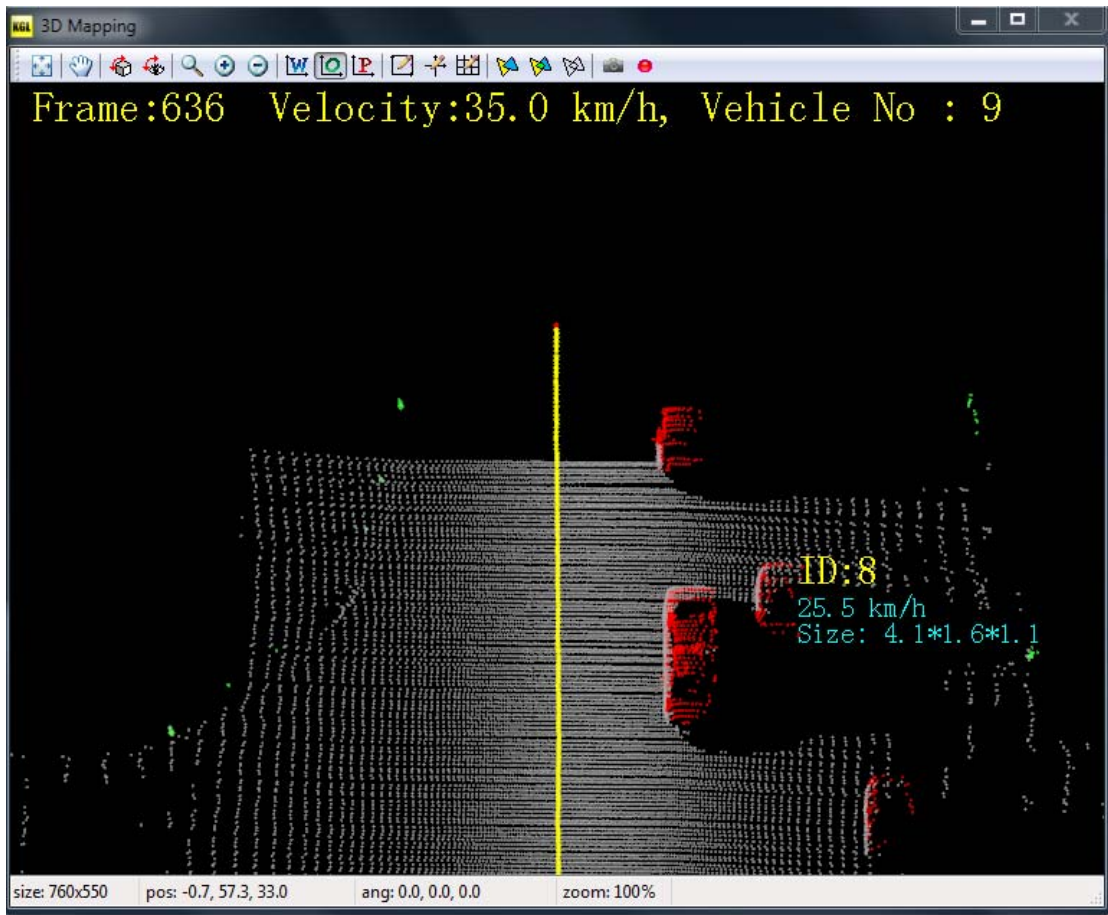 KGL 3D Mapping
W O P
Frame:636 Velocity:35.0 km/h, Vehicle No : 9
ID:8
25.5 km/h
Size: 4.1*1.6*1.1
size: 760x550 pos: -0.7, 57.3, 33.0 ang: 0.0, 0.0, 0.0 zoom: 100%